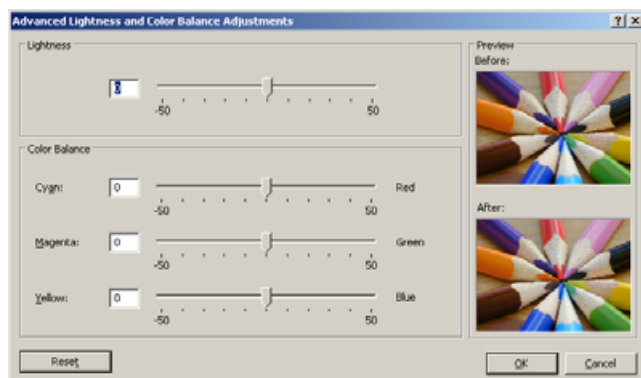 Advanced Lightness and Color Balance Adjustments
Lightness
0
-50 50
Color Balance
Cyan: 0 Red
-50 50
Magenta: 0 Green
-50 50
Yellow: 0 Blue
-50 50
Reset
Preview
Before:
After:
OK Cancel